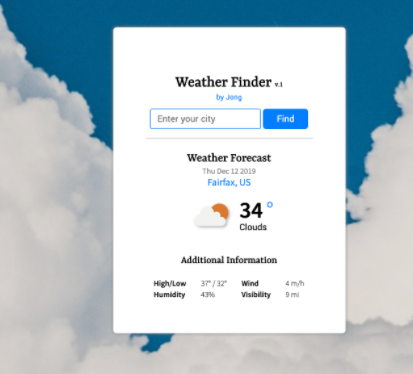 Weather Finder v.1
by Jong
Enter your city Find
Weather Forecast
Thu Dec 12 2019
Fairfax, US
34 °
Clouds
Additional Information
High/Low 37° / 32° Wind 4 m/h
Humidity 43% Visibility 9 mi